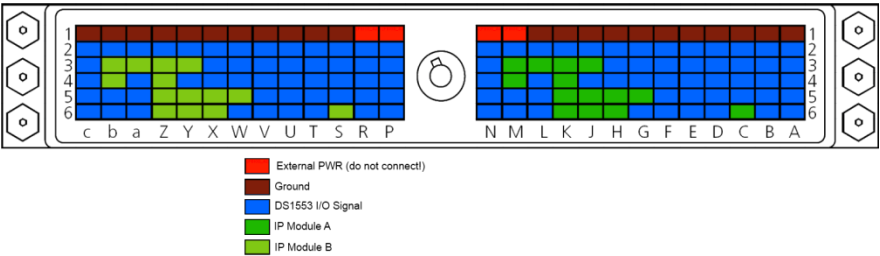 1 1
2 2
3 3
4 4
5 5
6 6
c b a Z Y X W V U T S R P N M L K J H G F E D C B A
External PWR (do not connect!)
Ground
DS1553 I/O Signal
IP Module A
IP Module B